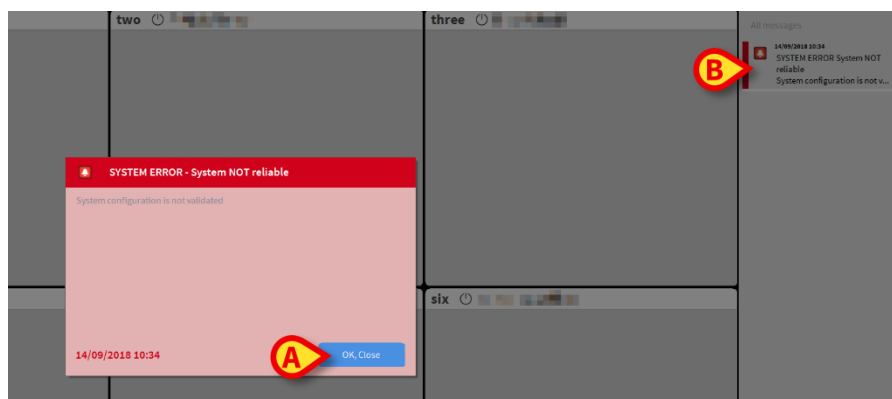 two
three
All messages
14/09/2018 10:34
SYSTEM ERROR System NOT
reliable
System configuration is not v...
B
SYSTEM ERROR - System NOT reliable
System configuration is not validated
14/09/2018 10:34
A
OK, Close
six